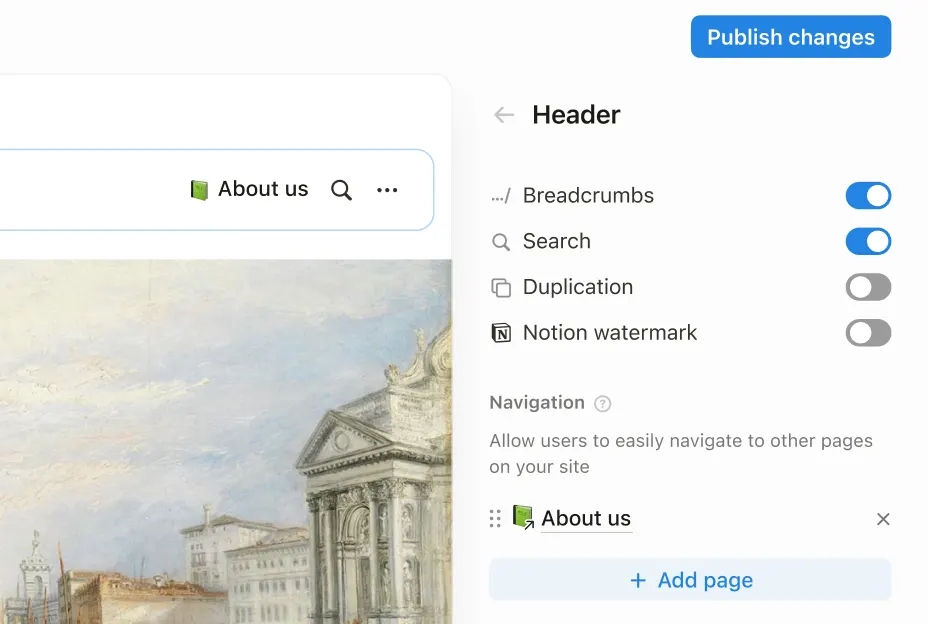 Publish changes
Header
About us
Breadcrumbs
Search
Duplication
Notion watermark
Navigation
Allow users to easily navigate to other pages
on your site
About us
+ Add page